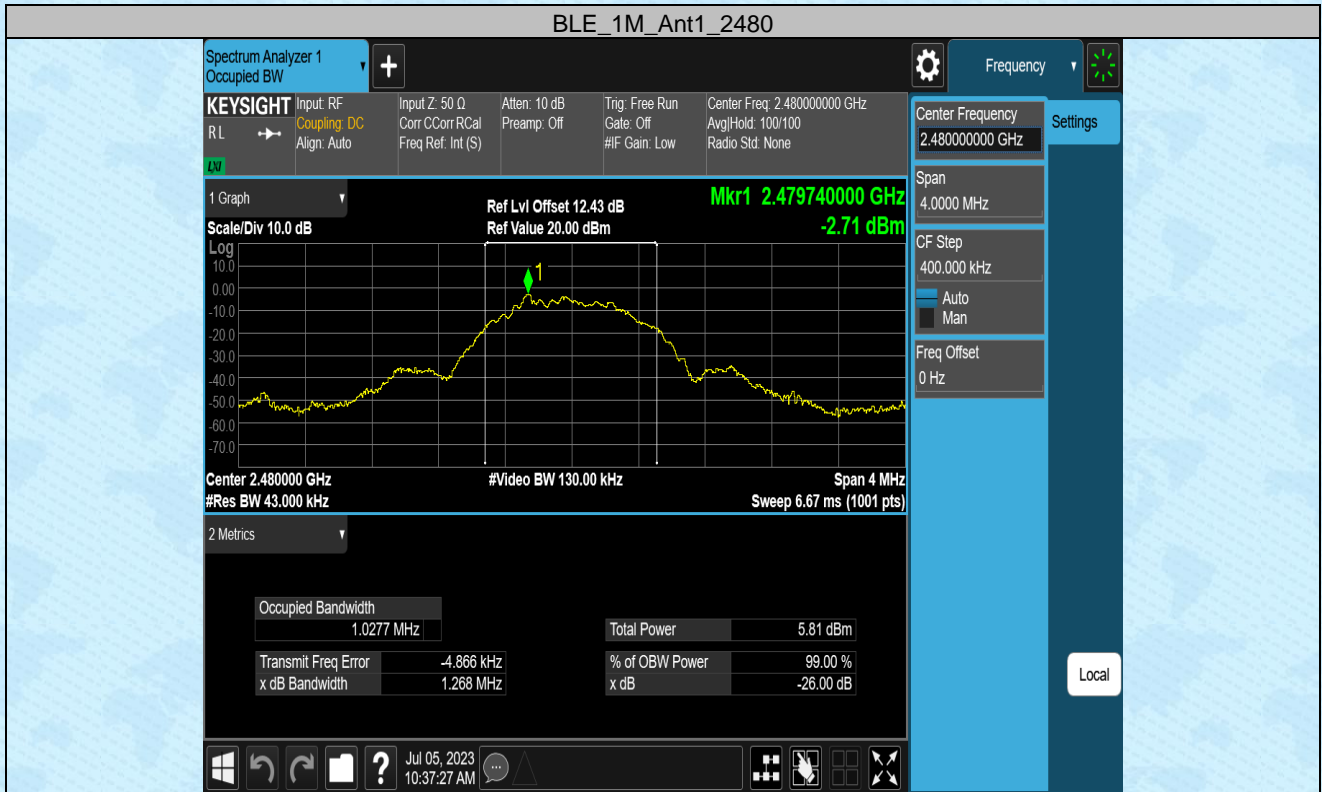 BLE_1M_Ant1_2480
Spectrum Analyzer 1
Occupied BW
Frequency
KEYSIGHT
RL
LXI
Input: RF
Coupling: DC
Align: Auto
Input Z: 50 Ω
Corr CCorr RCal
Freq Ref: Int (S)
Atten: 10 dB
Preamp: Off
Trig: Free Run
Gate: Off
#IF Gain: Low
Center Freq: 2.480000000 GHz
Avg|Hold: 100/100
Radio Std: None
Center Frequency
2.480000000 GHz
Settings
Span
4.0000 MHz
CF Step
400.000 kHz
Auto
Man
Freq Offset
0 Hz
Local
1 Graph
Scale/Div 10.0 dB
Ref Lvl Offset 12.43 dB
Ref Value 20.00 dBm
Mkr1 2.479740000 GHz
-2.71 dBm
Log
10.0
0.00
-10.0
-20.0
-30.0
-40.0
-50.0
-60.0
-70.0
1
Center 2.480000 GHz
#Video BW 130.00 kHz
Span 4 MHz
#Res BW 43.000 kHz
Sweep 6.67 ms (1001 pts)
2 Metrics
Occupied Bandwidth
1.0277 MHz
Total Power 5.81 dBm
Transmit Freq Error -4.866 kHz
% of OBW Power 99.00 %
x dB Bandwidth 1.268 MHz
x dB -26.00 dB
?
Jul 05, 2023
10:37:27 AM